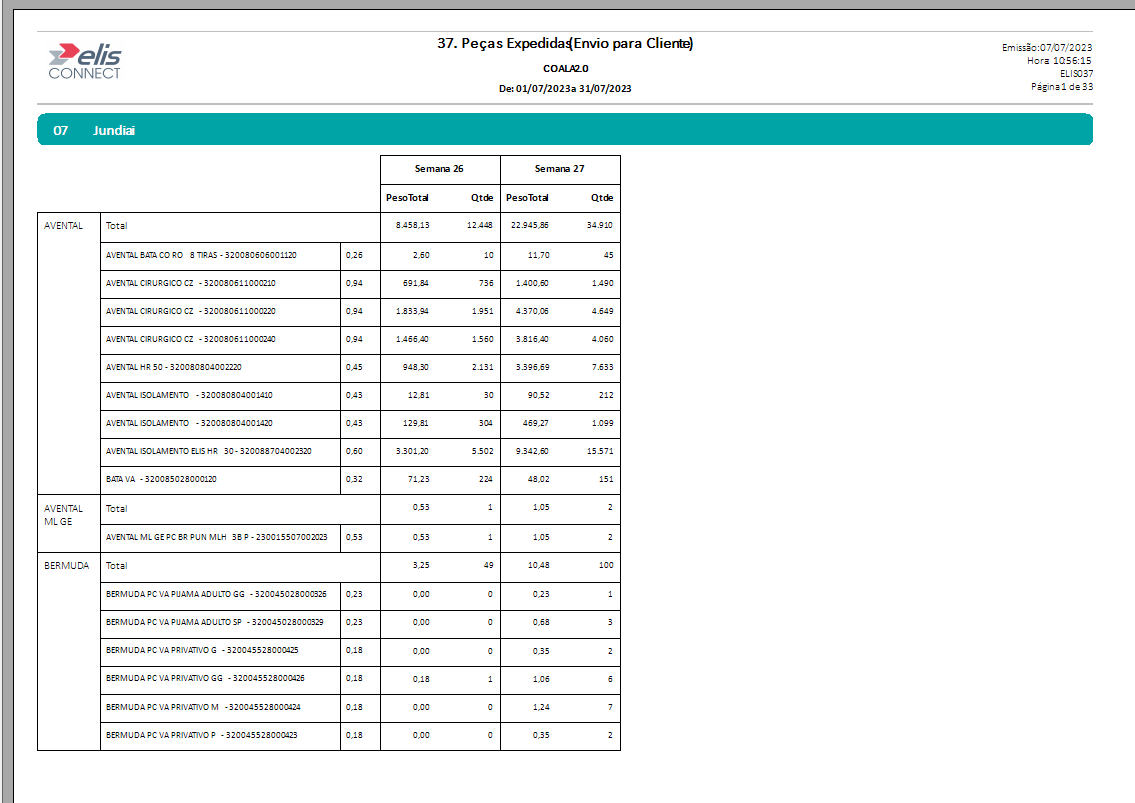 elis
CONNECT
37. Peças Expedidas(Envio para Cliente)
COALA2.0
De: 01/07/2023 a 31/07/2023
Emissão:07/07/2023
Hora: 10:56:15
ELIS037
Página1 de 33
07 Jundiai
Semana 26 Semana 27
PesoTotal Qtde PesoTotal Qtde
AVENTAL Total 8.458,13 12.448 22.945,86 34.910
AVENTAL BATA CO RO 8 TIRAS - 320080606001120 0,26 2,60 10 11,70 45
AVENTAL CIRURGICO CZ - 320080611000210 0,94 691,84 736 1.400,60 1.490
AVENTAL CIRURGICO CZ - 320080611000220 0,94 1.833,94 1.951 4.370,06 4.649
AVENTAL CIRURGICO CZ - 320080611000240 0,94 1.466,40 1.560 3.816,40 4.060
AVENTAL HR 50 - 320080804002220 0,45 948,30 2.131 3.396,69 7.633
AVENTAL ISOLAMENTO - 320080804001410 0,43 12,81 30 90,52 212
AVENTAL ISOLAMENTO - 320080804001420 0,43 129,81 304 469,27 1.099
AVENTAL ISOLAMENTO ELIS HR 30 - 320088704002320 0,60 3.301,20 5.502 9.342,60 15.571
BATA VA - 320085028000120 0,32 71,23 224 48,02 151
AVENTAL ML GE Total 0,53 1 1,05 2
AVENTAL ML GE PC BR PUN MLH 3B P - 230015507002023 0,53 0,53 1 1,05 2
BERMUDA Total 3,25 49 10,48 100
BERMUDA PC VA PIJAMA ADULTO GG - 320045028000326 0,23 0,00 0 0,23 1
BERMUDA PC VA PIJAMA ADULTO SP - 320045028000329 0,23 0,00 0 0,68 3
BERMUDA PC VA PRIVATIVO G - 320045528000425 0,18 0,00 0 0,35 2
BERMUDA PC VA PRIVATIVO GG - 320045528000426 0,18 0,18 1 1,06 6
BERMUDA PC VA PRIVATIVO M - 320045528000424 0,18 0,00 0 1,24 7
BERMUDA PC VA PRIVATIVO P - 320045528000423 0,18 0,00 0 0,35 2